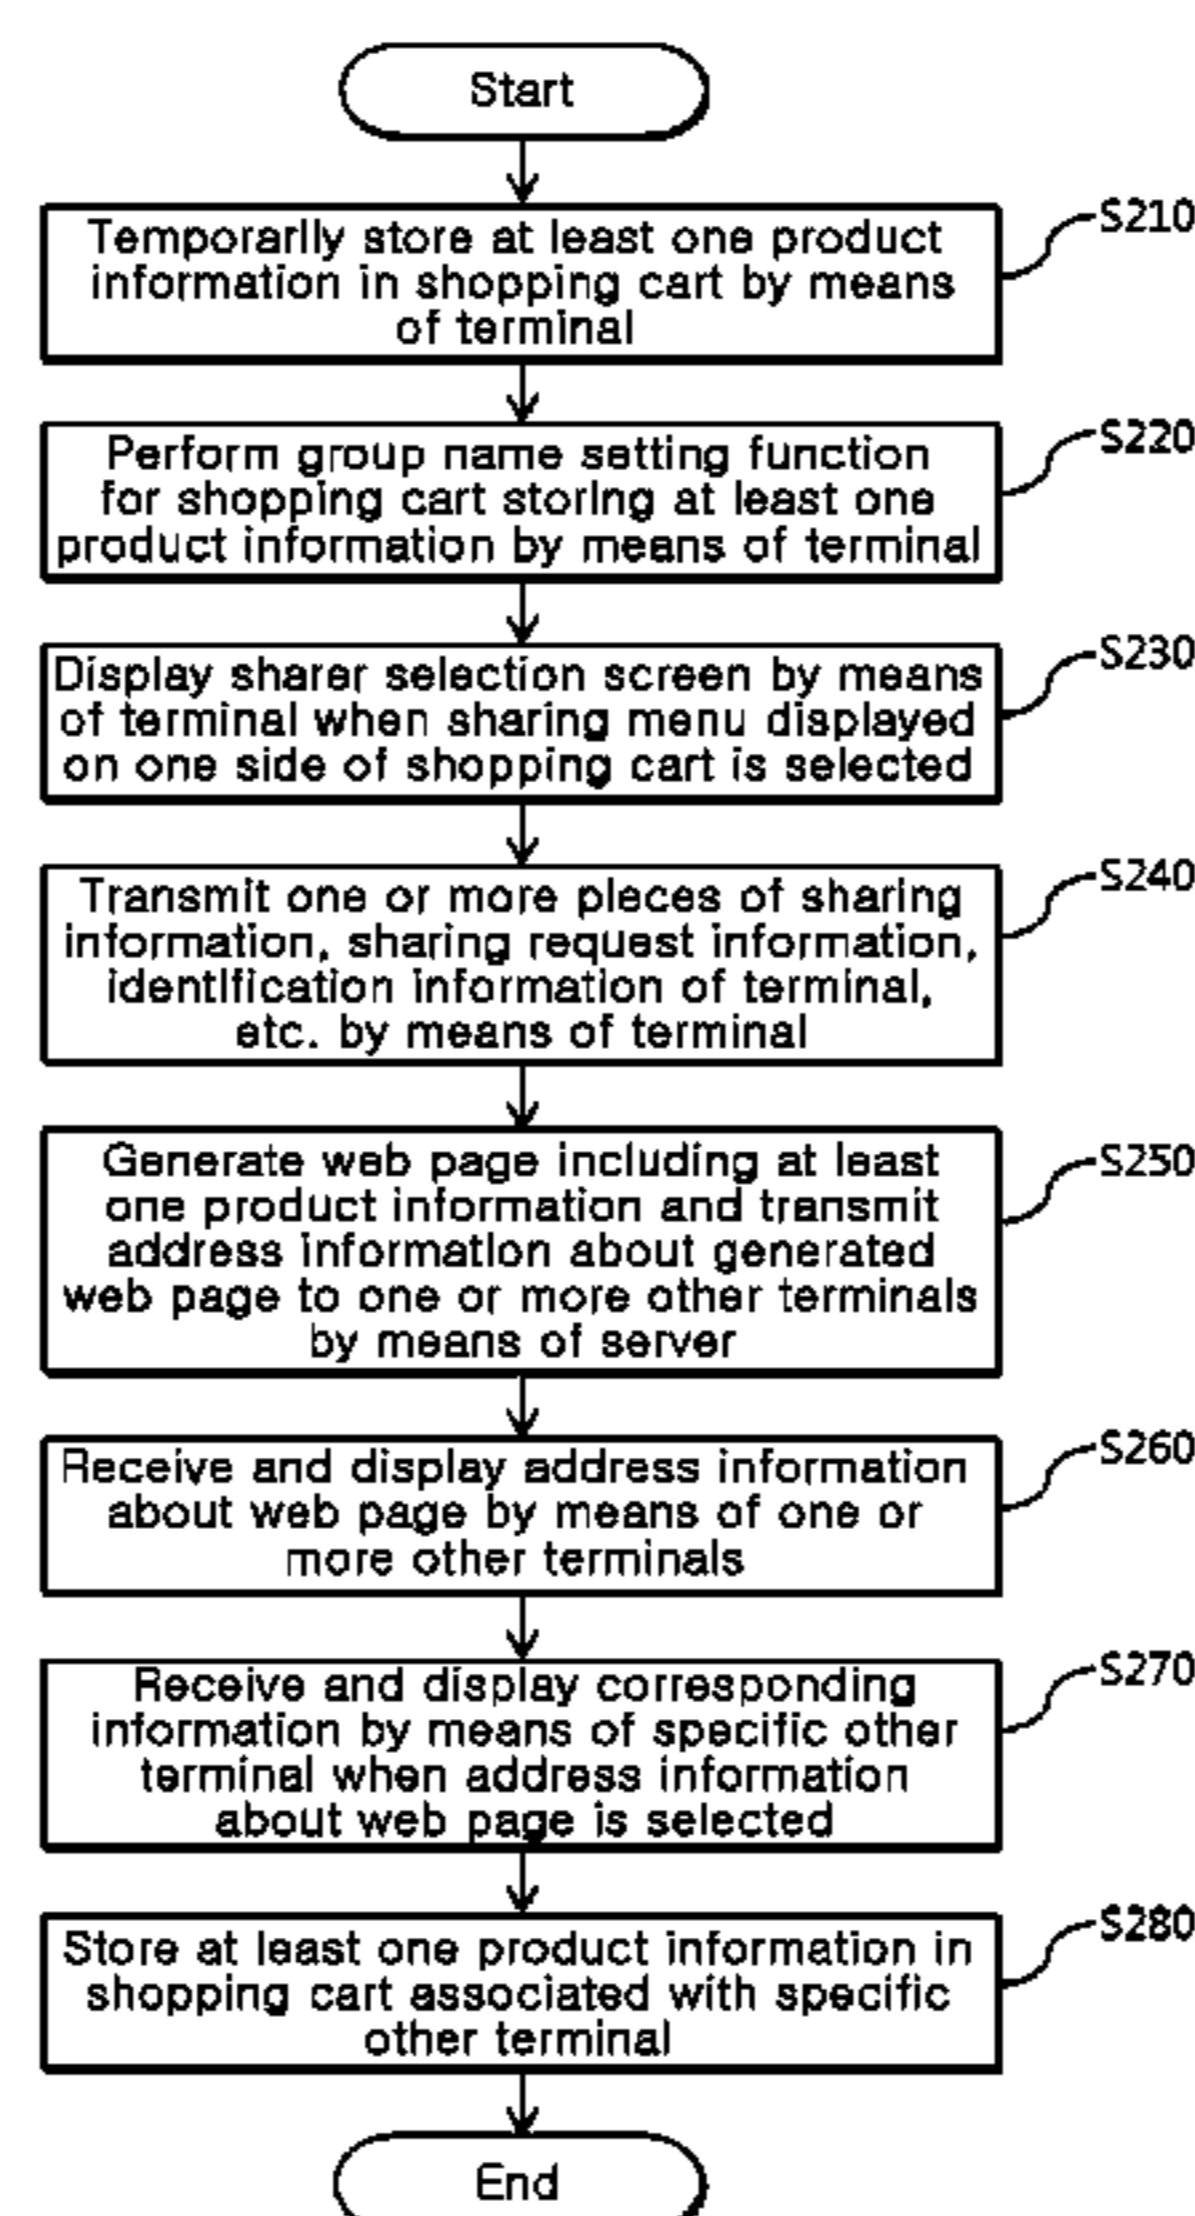 Start
S210
Temporarily store at least one product
information in shopping cart by means
of terminal
S220
Perform group name setting function
for shopping cart storing at least one
product information by means of terminal
S230
Display sharer selection screen by means
of terminal when sharing menu displayed
on one side of shopping cart is selected
S240
Transmit one or more pieces of sharing
information, sharing request information,
identification information of terminal,
etc. by means of terminal
S250
Generate web page including at least
one product information and transmit
address information about generated
web page to one or more other terminals
by means of server
S260
Receive and display address information
about web page by means of one or
more other terminals
S270
Receive and display corresponding
information by means of specific other
terminal when address information
about web page is selected
S280
Store at least one product information in
shopping cart associated with specific
other terminal
End